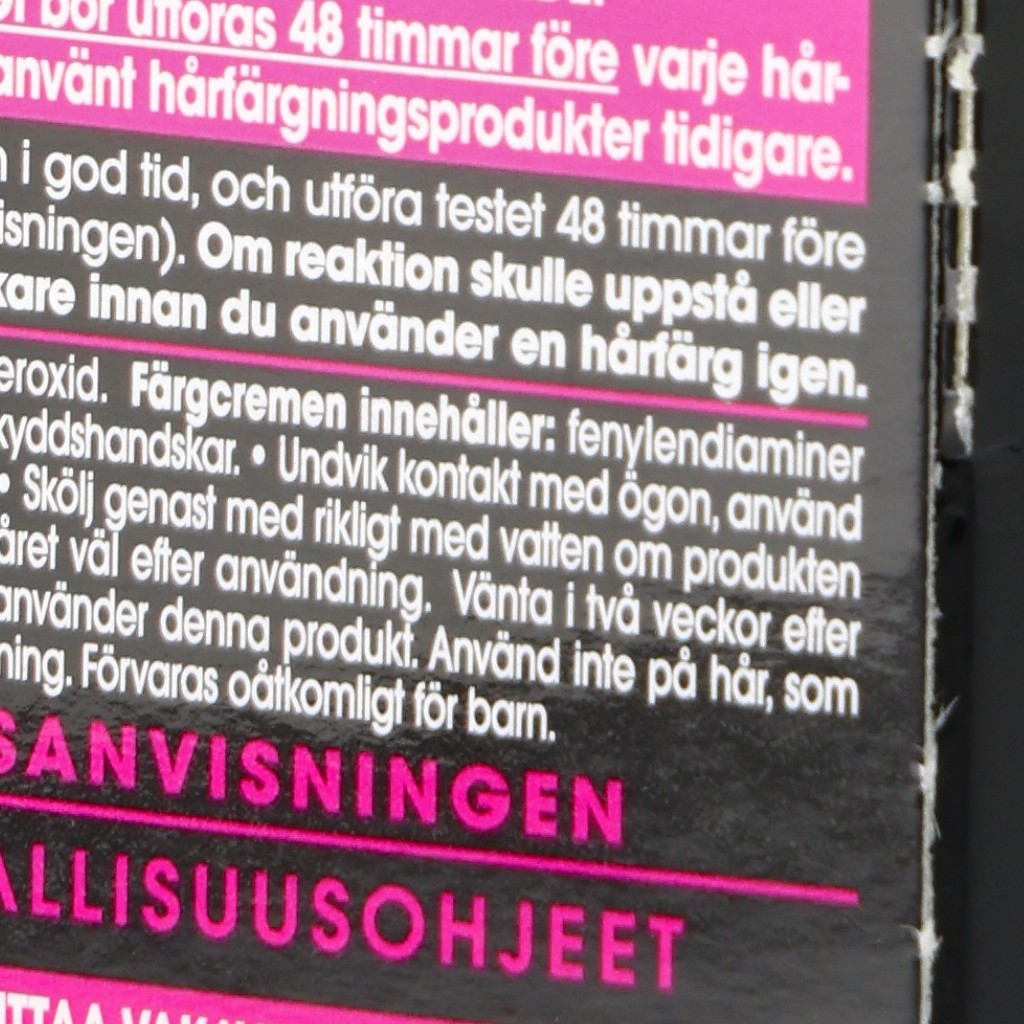 bör utföras 48 timmar före varje hår-
använt hårfärgningsprodukter tidigare.
i god tid, och utföra testet 48 timmar före
isningen). Om reaktion skulle uppstå eller
kare innan du använder en hårfärg igen.
eroxid. Färgcremen innehåller: fenylendiaminer
kyddshandskar. • Undvik kontakt med ögon, använd
• Skölj genast med rikligt med vatten om produkten
året väl efter användning. Vänta i två veckor efter
använder denna produkt. Använd inte på hår, som
ning. Förvaras oåtkomligt för barn.
SANVISNINGEN
ALLISUUSOHJEET